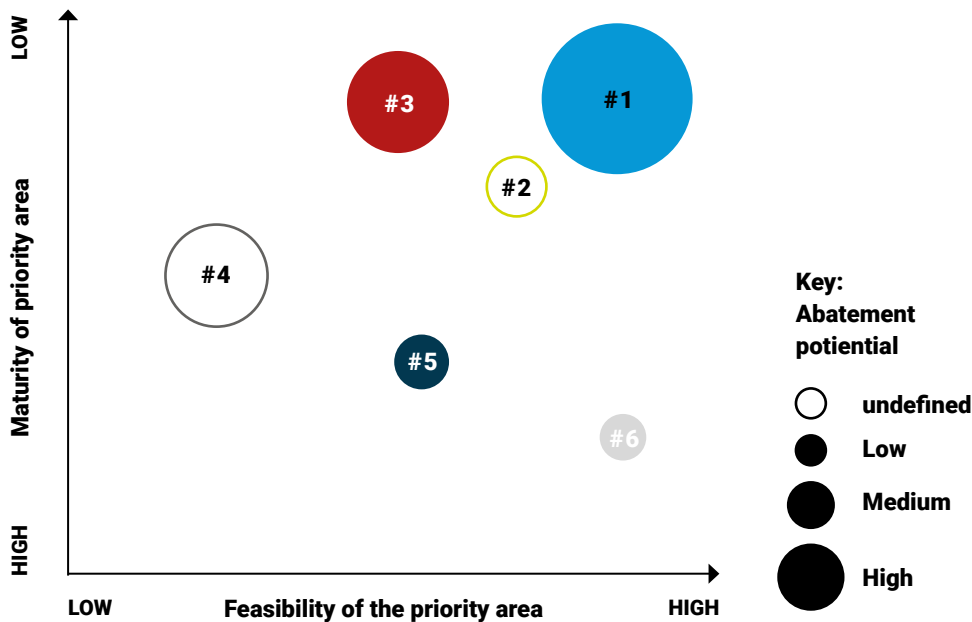 LOW
Maturity of priority area
HIGH
#3
#1
#2
#4
#5
#6
LOW
Feasibility of the priority area
HIGH
Key:
Abatement
potiential
undefined
Low
Medium
High